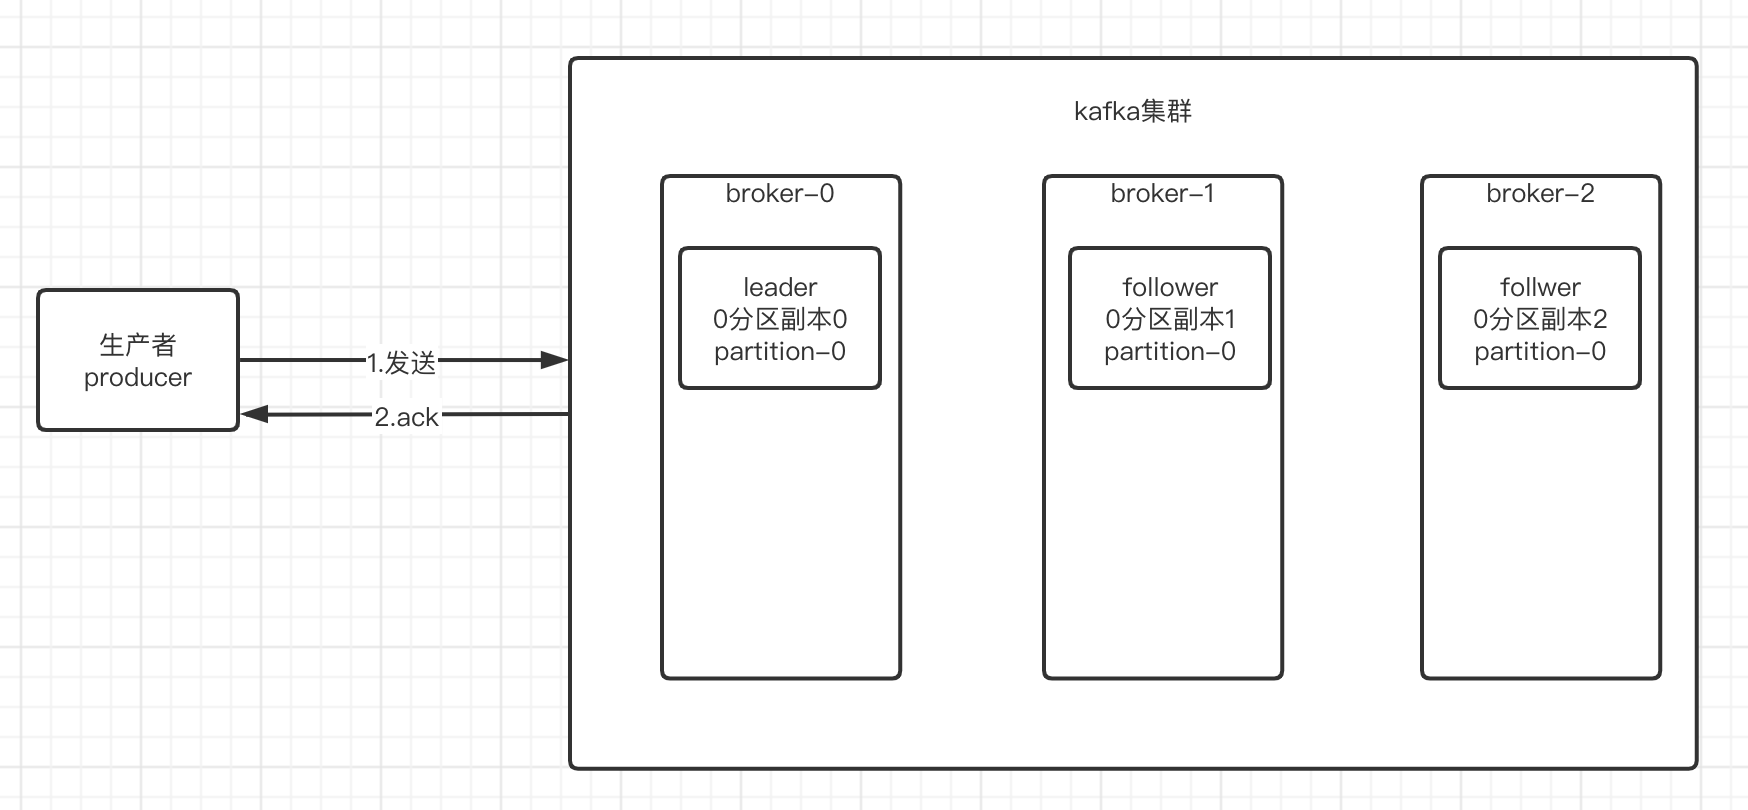 kafka集群
broker-0
broker-1
broker-2
leader
0分区副本0
partition-0
follower
0分区副本1
partition-0
follwer
0分区副本2
partition-0
生产者
producer
1.发送
2.ack